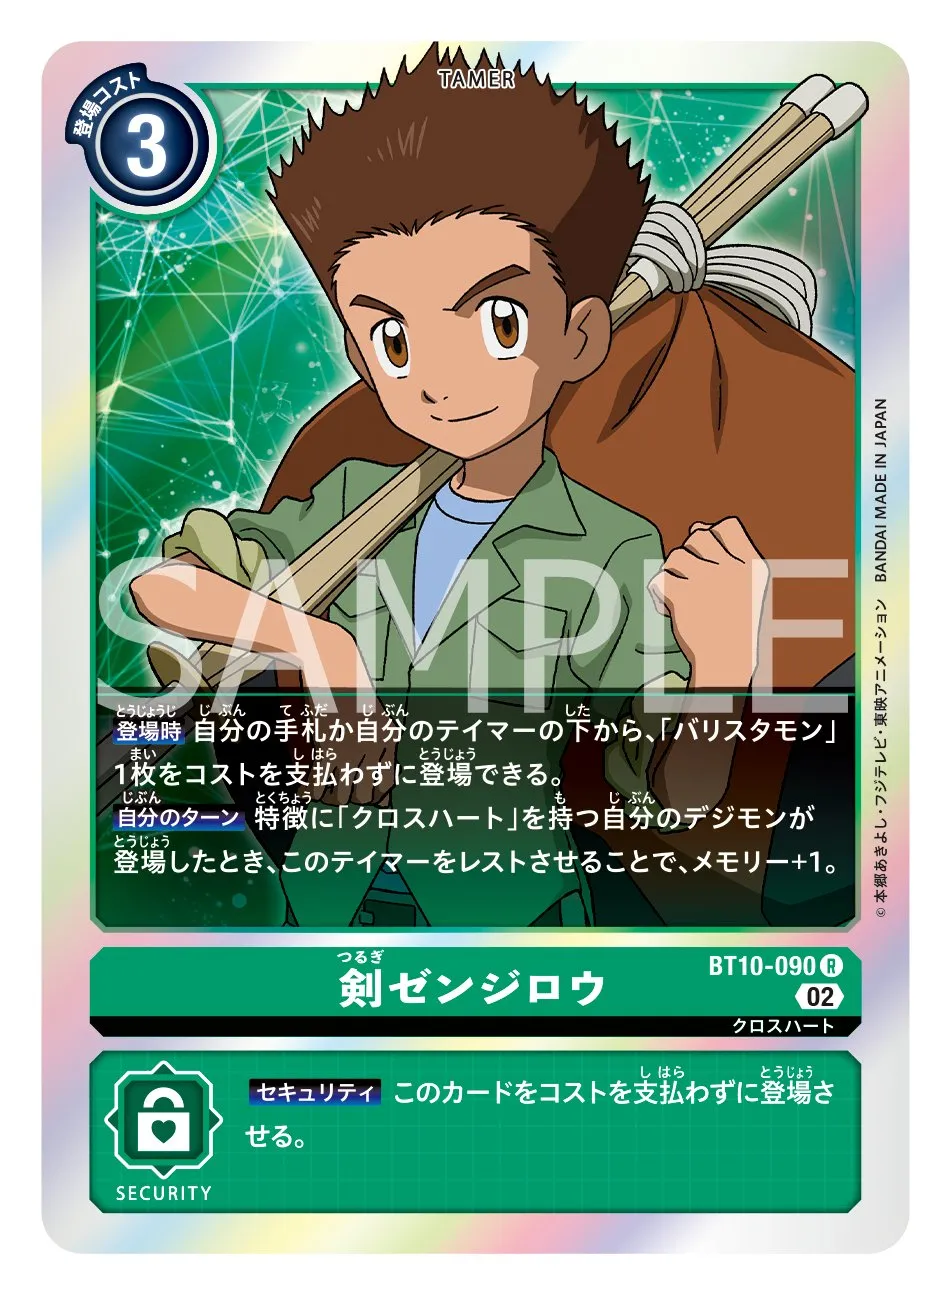 TAMER
登場コスト
3
SAMPLE
登場時 自分の手札か自分のテイマーの下から、「バリスタモン」
1枚をコストを支払わずに登場できる。
自分のターン 特徴に「クロスハート」を持つ自分のデジモンが
登場したとき、このテイマーをレストさせることで、メモリー+1。
©本郷あきよし・フジテレビ・東映アニメーション BANDAI MADE IN JAPAN
つるぎ
剣ゼンジロウ
BT10-090 R
02
クロスハート
セキュリティ このカードをコストを支払わずに登場さ
せる。
SECURITY